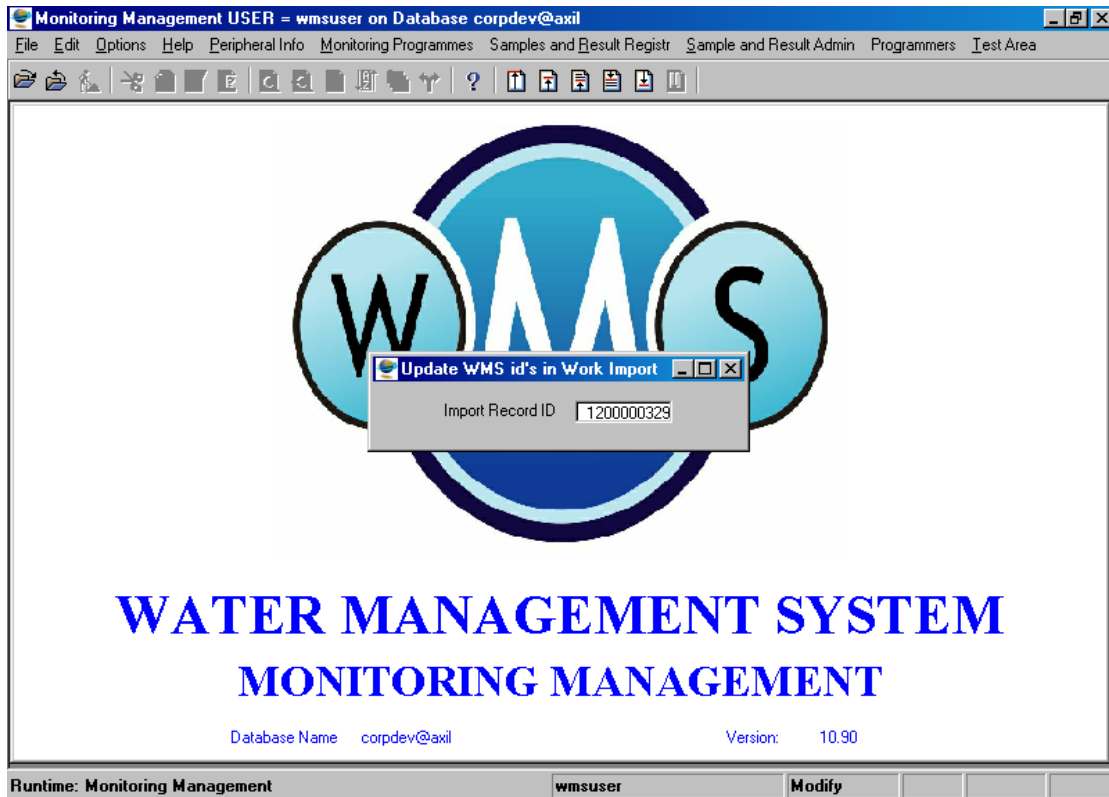 Monitoring Management USER = wmsuser on Database corpdev@axil
File Edit Options Help Peripheral Info Monitoring Programmes Samples and Result Registr Sample and Result Admin Programmers Test Area
W M S
Update WMS id's in Work Import
Import Record ID 1200000329
WATER MANAGEMENT SYSTEM
MONITORING MANAGEMENT
Database Name corpdev@axil Version: 10.90
Runtime: Monitoring Management wmsuser Modify